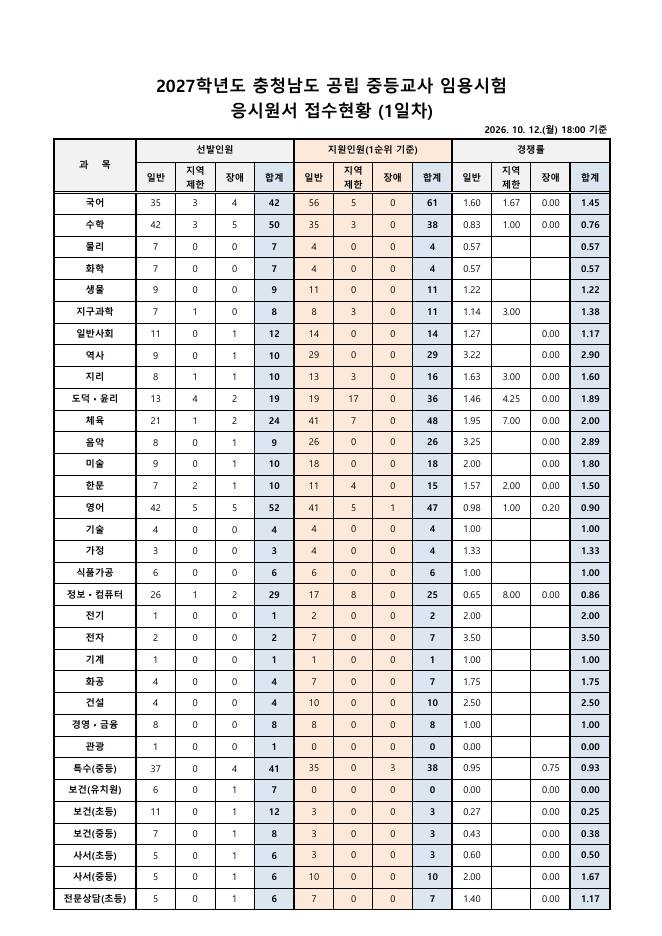 2027학년도 충청남도 공립 중등교사 임용시험
응시원서 접수현황 (1일차)
2026. 10. 12.(월) 18:00 기준
과 목 선발인원 지원인원(1순위 기준) 경쟁률
일반 지역 제한 장애 합계 일반 지역 제한 장애 합계 일반 지역 제한 장애 합계
국어 35 3 4 42 56 5 0 61 1.60 1.67 0.00 1.45
수학 42 3 5 50 35 3 0 38 0.83 1.00 0.00 0.76
물리 7 0 0 7 4 0 0 4 0.57 0.57
화학 7 0 0 7 4 0 0 4 0.57 0.57
생물 9 0 0 9 11 0 0 11 1.22 1.22
지구과학 7 1 0 8 8 3 0 11 1.14 3.00 1.38
일반사회 11 0 1 12 14 0 0 14 1.27 0.00 1.17
역사 9 0 1 10 29 0 0 29 3.22 0.00 2.90
지리 8 1 1 10 13 3 0 16 1.63 3.00 0.00 1.60
도덕・윤리 13 4 2 19 19 17 0 36 1.46 4.25 0.00 1.89
체육 21 1 2 24 41 7 0 48 1.95 7.00 0.00 2.00
음악 8 0 1 9 26 0 0 26 3.25 0.00 2.89
미술 9 0 1 10 18 0 0 18 2.00 0.00 1.80
한문 7 2 1 10 11 4 0 15 1.57 2.00 0.00 1.50
영어 42 5 5 52 41 5 1 47 0.98 1.00 0.20 0.90
기술 4 0 0 4 4 0 0 4 1.00 1.00
가정 3 0 0 3 4 0 0 4 1.33 1.33
식품가공 6 0 0 6 6 0 0 6 1.00 1.00
정보・컴퓨터 26 1 2 29 17 8 0 25 0.65 8.00 0.00 0.86
전기 1 0 0 1 2 0 0 2 2.00 2.00
전자 2 0 0 2 7 0 0 7 3.50 3.50
기계 1 0 0 1 1 0 0 1 1.00 1.00
화공 4 0 0 4 7 0 0 7 1.75 1.75
건설 4 0 0 4 10 0 0 10 2.50 2.50
경영・금융 8 0 0 8 8 0 0 8 1.00 1.00
관광 1 0 0 1 0 0 0 0 0.00 0.00
특수(중등) 37 0 4 41 35 0 3 38 0.95 0.75 0.93
보건(유치원) 6 0 1 7 0 0 0 0 0.00 0.00 0.00
보건(초등) 11 0 1 12 3 0 0 3 0.27 0.00 0.25
보건(중등) 7 0 1 8 3 0 0 3 0.43 0.00 0.38
사서(초등) 5 0 1 6 3 0 0 3 0.60 0.00 0.50
사서(중등) 5 0 1 6 10 0 0 10 2.00 0.00 1.67
전문상담(초등) 5 0 1 6 7 0 0 7 1.40 0.00 1.17